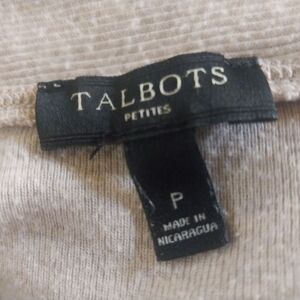 TALBOTS
PETITES
P
MADE IN
NICARAGUA